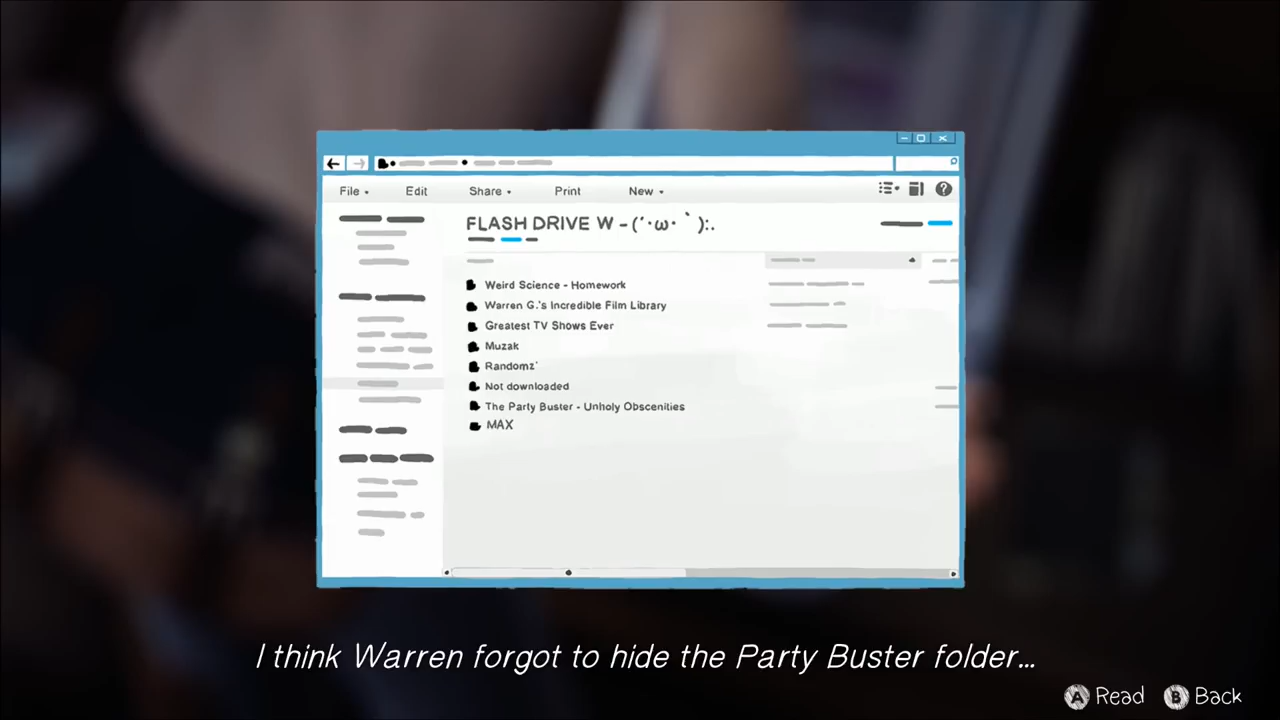 File Edit Share Print New
FLASH DRIVE W -(´･ω･｀):.
Weird Science - Homework
Warren G.'s Incredible Film Library
Greatest TV Shows Ever
Muzak
Randomz'
Not downloaded
The Party Buster - Unholy Obscenities
MAX
I think Warren forgot to hide the Party Buster folder...
A Read B Back